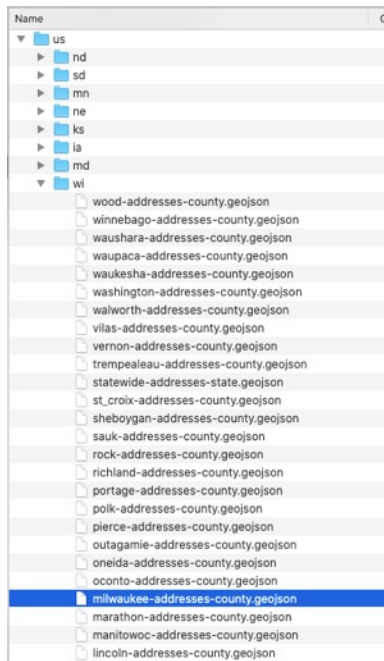 Name
us
nd
sd
mn
ne
ks
ia
md
wi
wood-addresses-county.geojson
winnebago-addresses-county.geojson
waushara-addresses-county.geojson
waupaca-addresses-county.geojson
waukesha-addresses-county.geojson
washington-addresses-county.geojson
walworth-addresses-county.geojson
vilas-addresses-county.geojson
vernon-addresses-county.geojson
trempealeau-addresses-county.geojson
statewide-addresses-state.geojson
st_croix-addresses-county.geojson
sheboygan-addresses-county.geojson
sauk-addresses-county.geojson
rock-addresses-county.geojson
richland-addresses-county.geojson
portage-addresses-county.geojson
polk-addresses-county.geojson
pierce-addresses-county.geojson
outagamie-addresses-county.geojson
oneida-addresses-county.geojson
oconto-addresses-county.geojson
milwaukee-addresses-county.geojson
marathon-addresses-county.geojson
manitowoc-addresses-county.geojson
lincoln-addresses-county.geojson